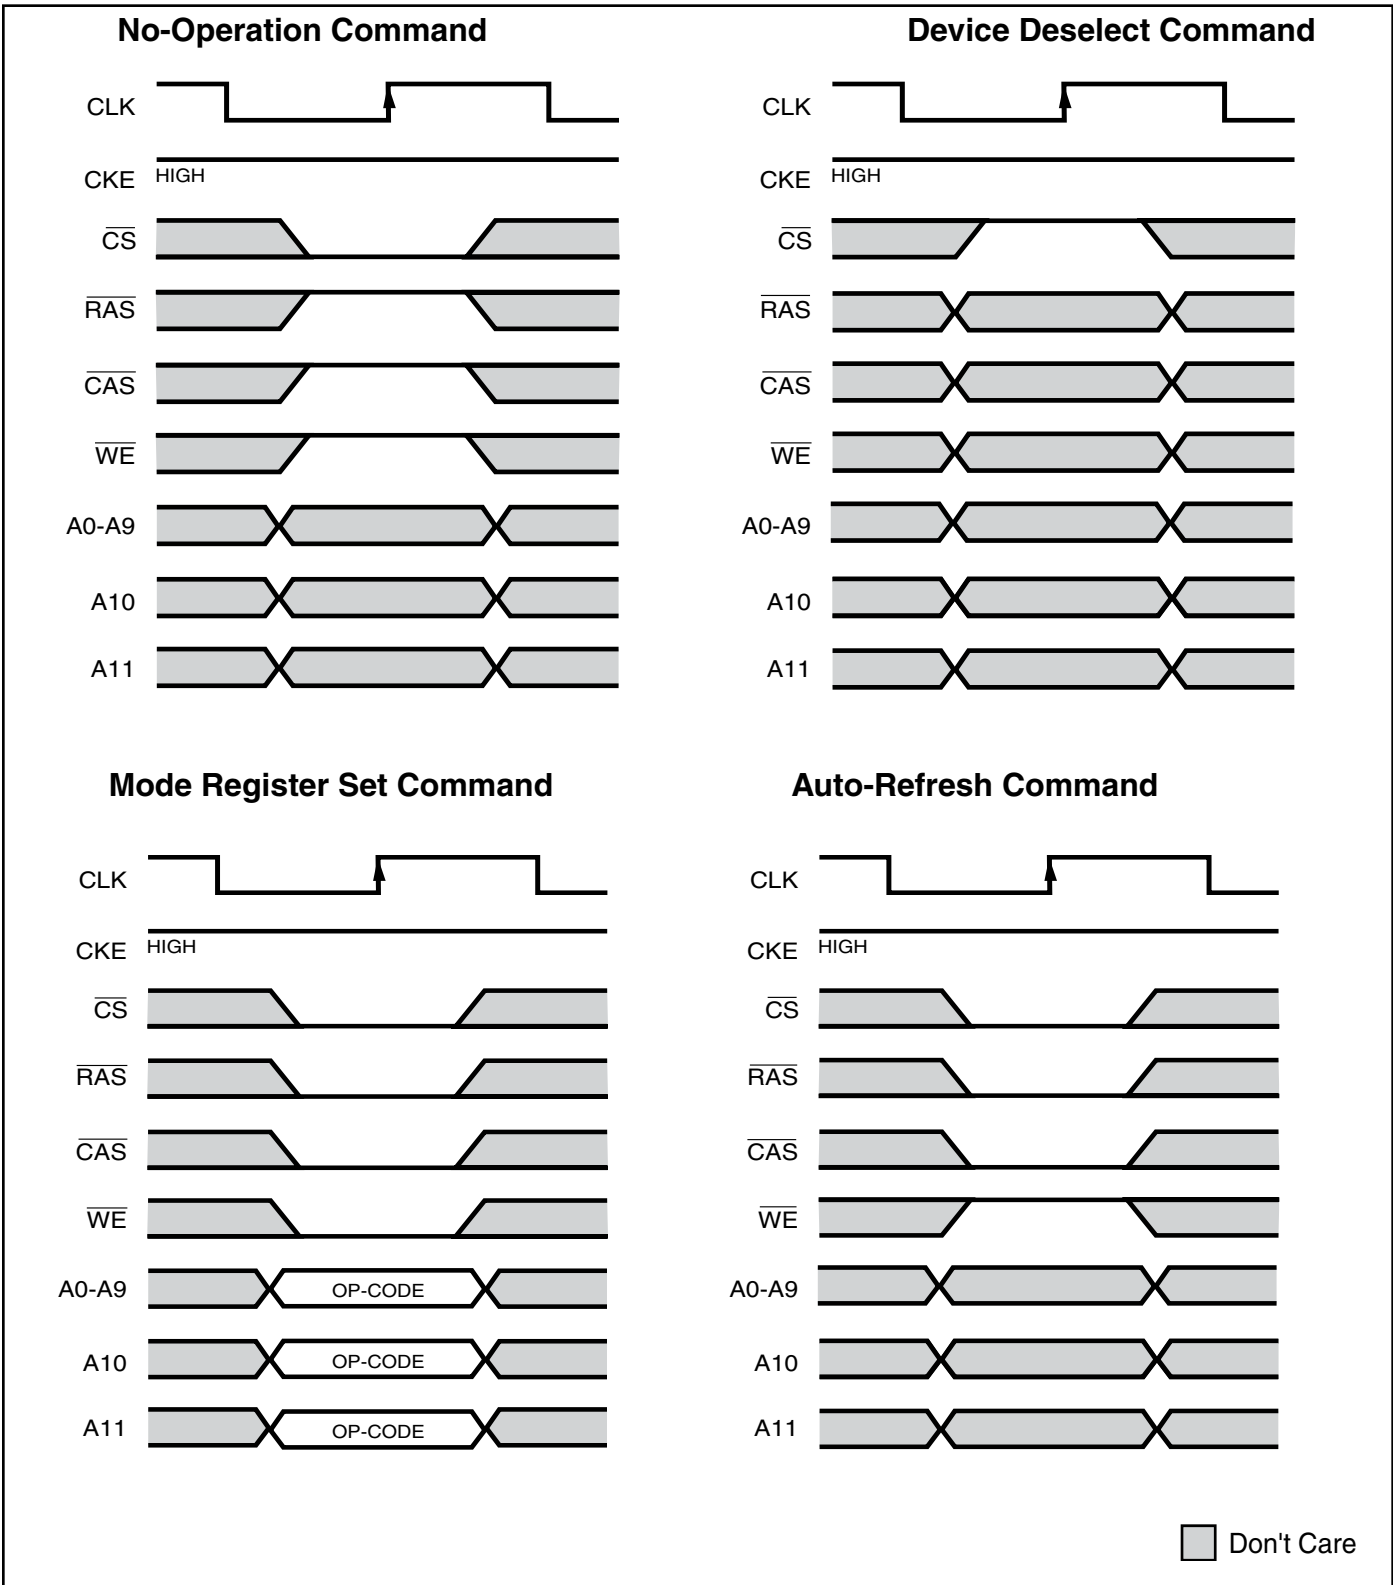 No-Operation Command
CLK
CKE HIGH
CS
RAS
CAS
WE
A0-A9
A10
A11
Device Deselect Command
CLK
CKE HIGH
CS
RAS
CAS
WE
A0-A9
A10
A11
Mode Register Set Command
CLK
CKE HIGH
CS
RAS
CAS
WE
A0-A9 OP-CODE
A10 OP-CODE
A11 OP-CODE
Auto-Refresh Command
CLK
CKE HIGH
CS
RAS
CAS
WE
A0-A9
A10
A11
Don't Care